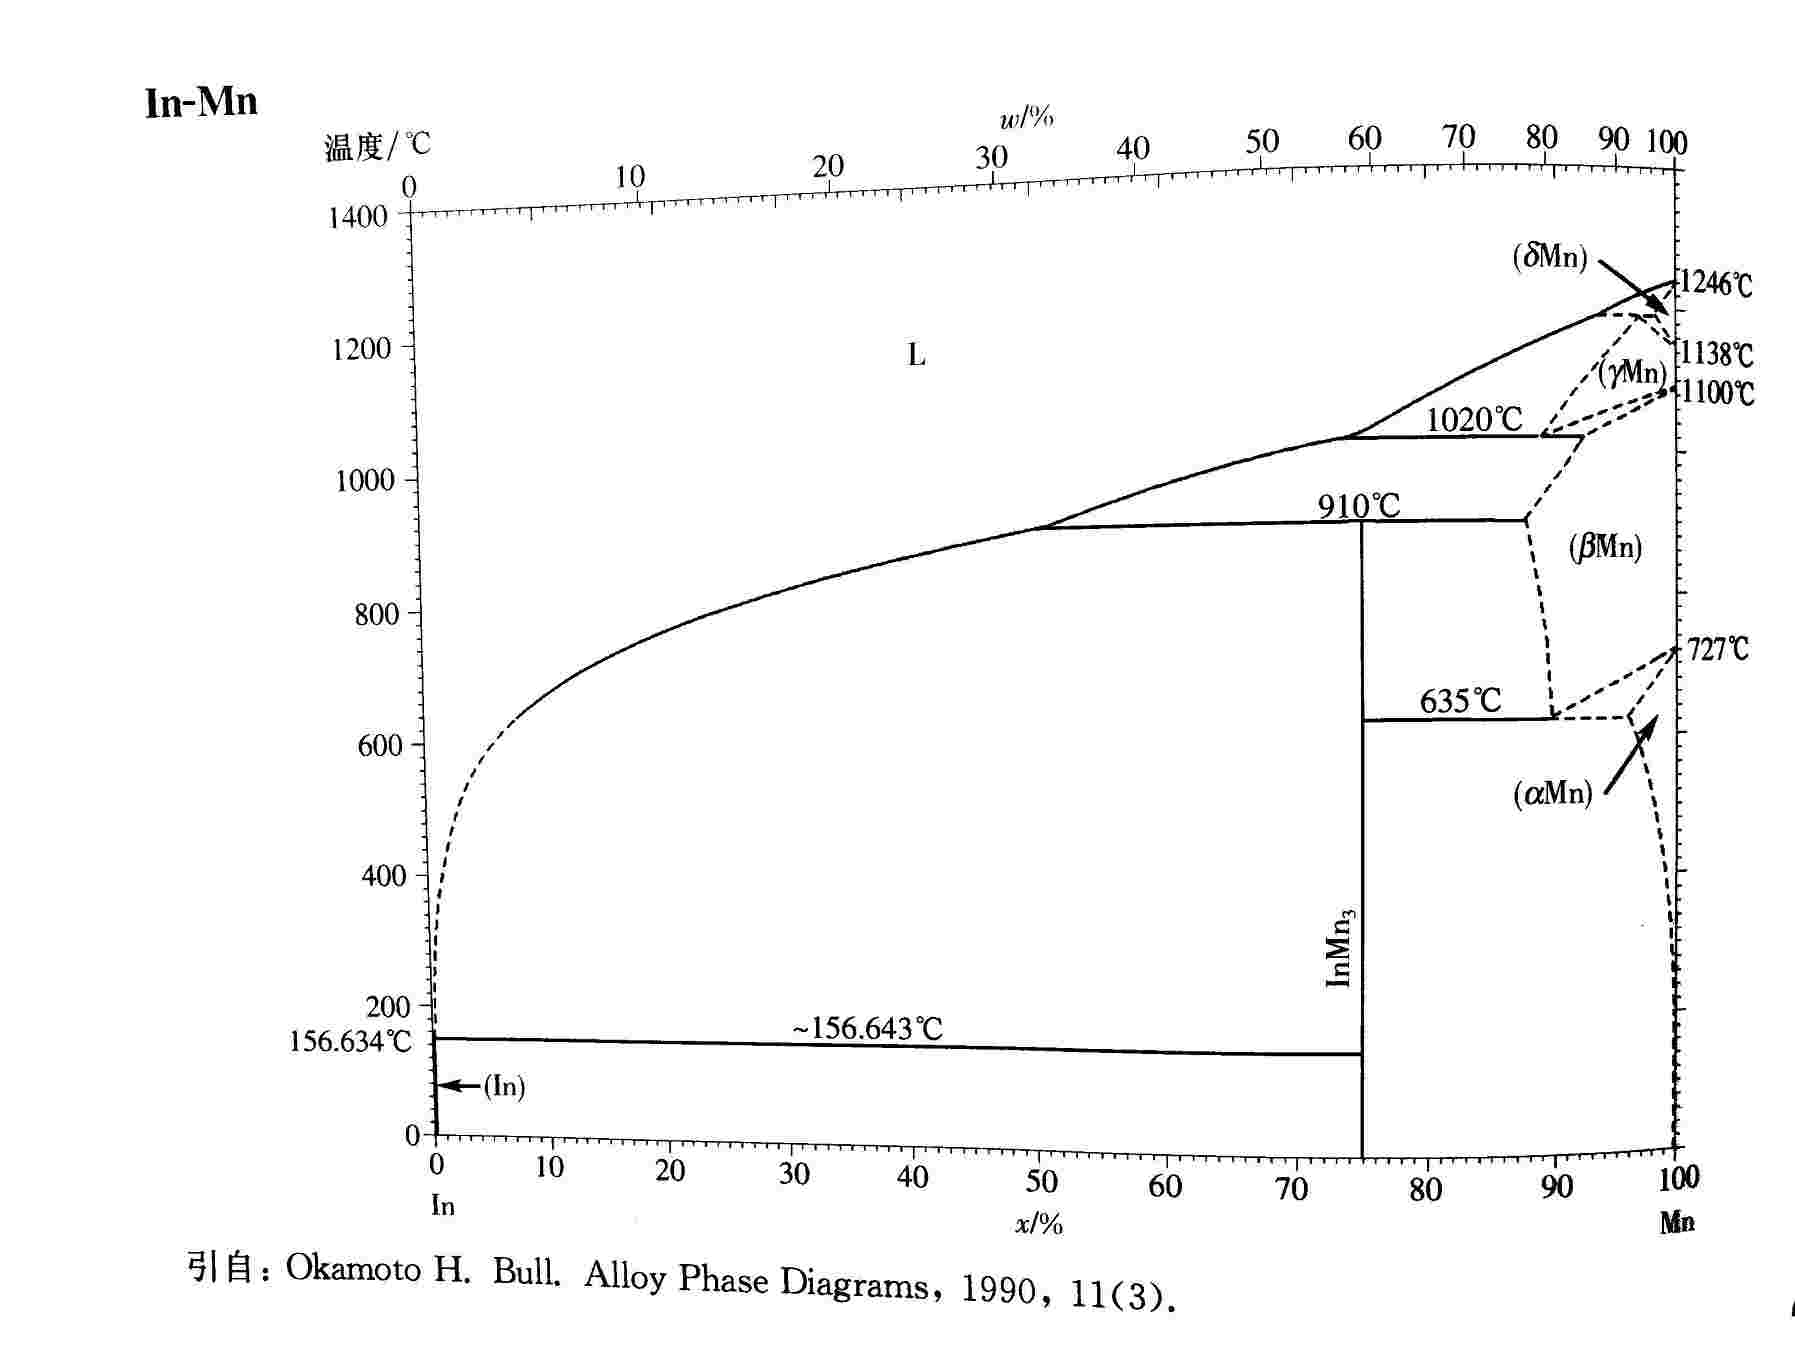 In-Mn
温度/℃
w/%
0 10 20 30 40 50 60 70 80 90 100
1400
1200
1000
800
600
400
200
156.634℃
0
(δMn)
1246℃
L
1138℃
(γMn)
1100℃
1020℃
910℃
(βMn)
727℃
635℃
(αMn)
InMn₃
~156.643℃
(In)
0 10 20 30 40 50 60 70 80 90 100
In
x/%
Mn
引自: Okamoto H. Bull. Alloy Phase Diagrams, 1990, 11(3).